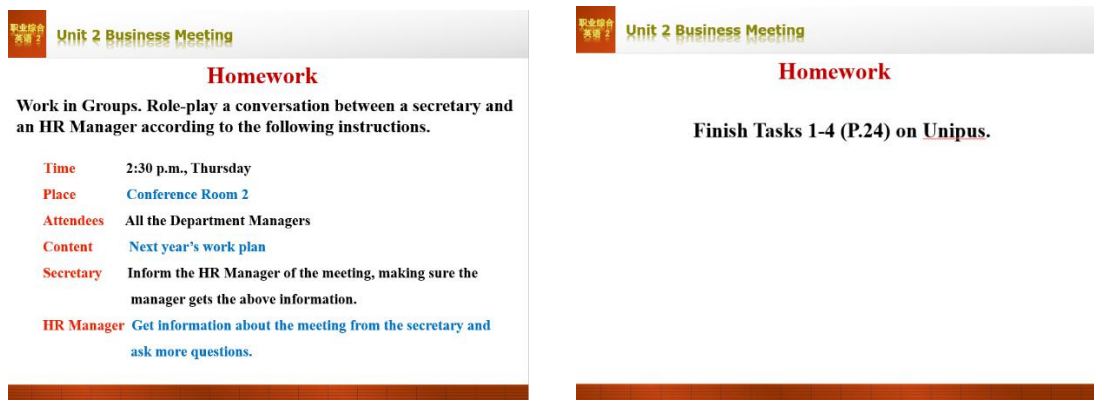 职业综合
英语 2
Unit 2 Business Meeting
Homework
Work in Groups. Role-play a conversation between a secretary and
an HR Manager according to the following instructions.
Time 2:30 p.m., Thursday
Place Conference Room 2
Attendees All the Department Managers
Content Next year's work plan
Secretary Inform the HR Manager of the meeting, making sure the
manager gets the above information.
HR Manager Get information about the meeting from the secretary and
ask more questions.
职业综合
英语 2
Unit 2 Business Meeting
Homework
Finish Tasks 1-4 (P.24) on Unipus.